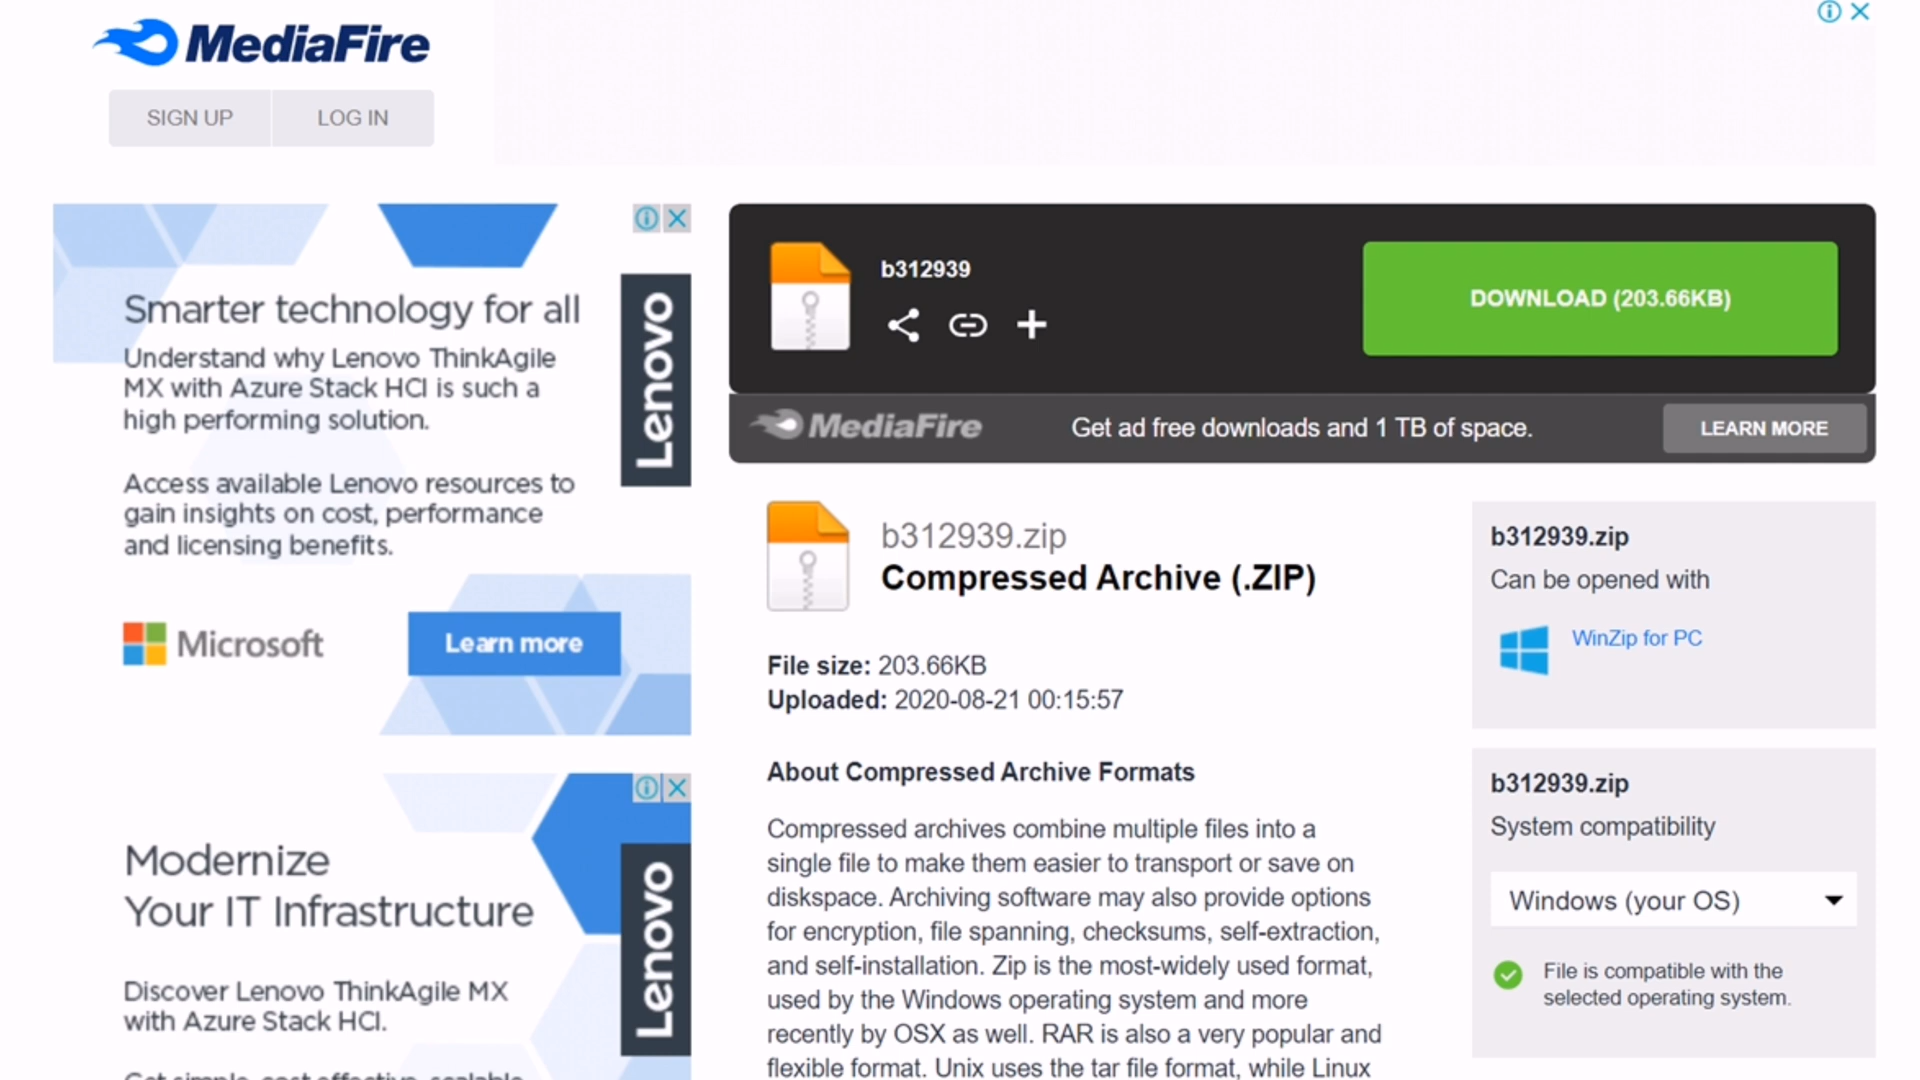 MediaFire
SIGN UP
LOG IN
Smarter technology for all
Understand why Lenovo ThinkAgile
MX with Azure Stack HCI is such a
high performing solution.
Access available Lenovo resources to
gain insights on cost, performance
and licensing benefits.
Lenovo
Microsoft
Learn more
Modernize
Your IT Infrastructure
Discover Lenovo ThinkAgile MX
with Azure Stack HCI.
Get simple, cost effective, scalable
Lenovo
b312939
DOWNLOAD (203.66KB)
MediaFire
Get ad free downloads and 1 TB of space.
LEARN MORE
b312939.zip
Compressed Archive (.ZIP)
File size: 203.66KB
Uploaded: 2020-08-21 00:15:57
About Compressed Archive Formats
Compressed archives combine multiple files into a
single file to make them easier to transport or save on
diskspace. Archiving software may also provide options
for encryption, file spanning, checksums, self-extraction,
and self-installation. Zip is the most-widely used format,
used by the Windows operating system and more
recently by OSX as well. RAR is also a very popular and
flexible format. Unix uses the tar file format, while Linux
b312939.zip
Can be opened with
WinZip for PC
b312939.zip
System compatibility
Windows (your OS)
File is compatible with the
selected operating system.